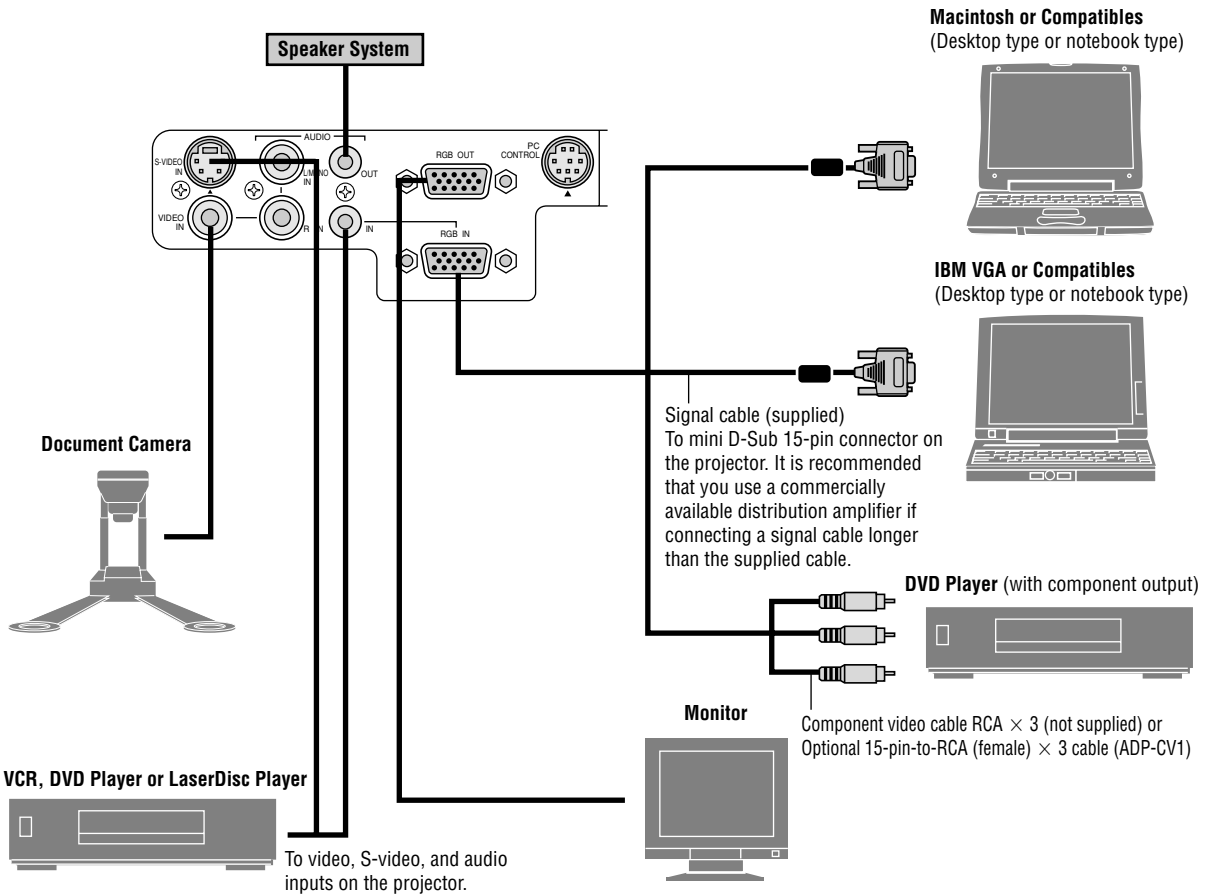 Macintosh or Compatibles
(Desktop type or notebook type)
Speaker System
AUDIO
S-VIDEO
IN
L/MONO
IN
OUT
RGB OUT
PC
CONTROL
VIDEO
IN
R IN
IN
RGB IN
IBM VGA or Compatibles
(Desktop type or notebook type)
Signal cable (supplied)
To mini D-Sub 15-pin connector on
the projector. It is recommended
that you use a commercially
available distribution amplifier if
connecting a signal cable longer
than the supplied cable.
Document Camera
DVD Player (with component output)
Monitor
Component video cable RCA × 3 (not supplied) or
Optional 15-pin-to-RCA (female) × 3 cable (ADP-CV1)
VCR, DVD Player or LaserDisc Player
To video, S-video, and audio
inputs on the projector.